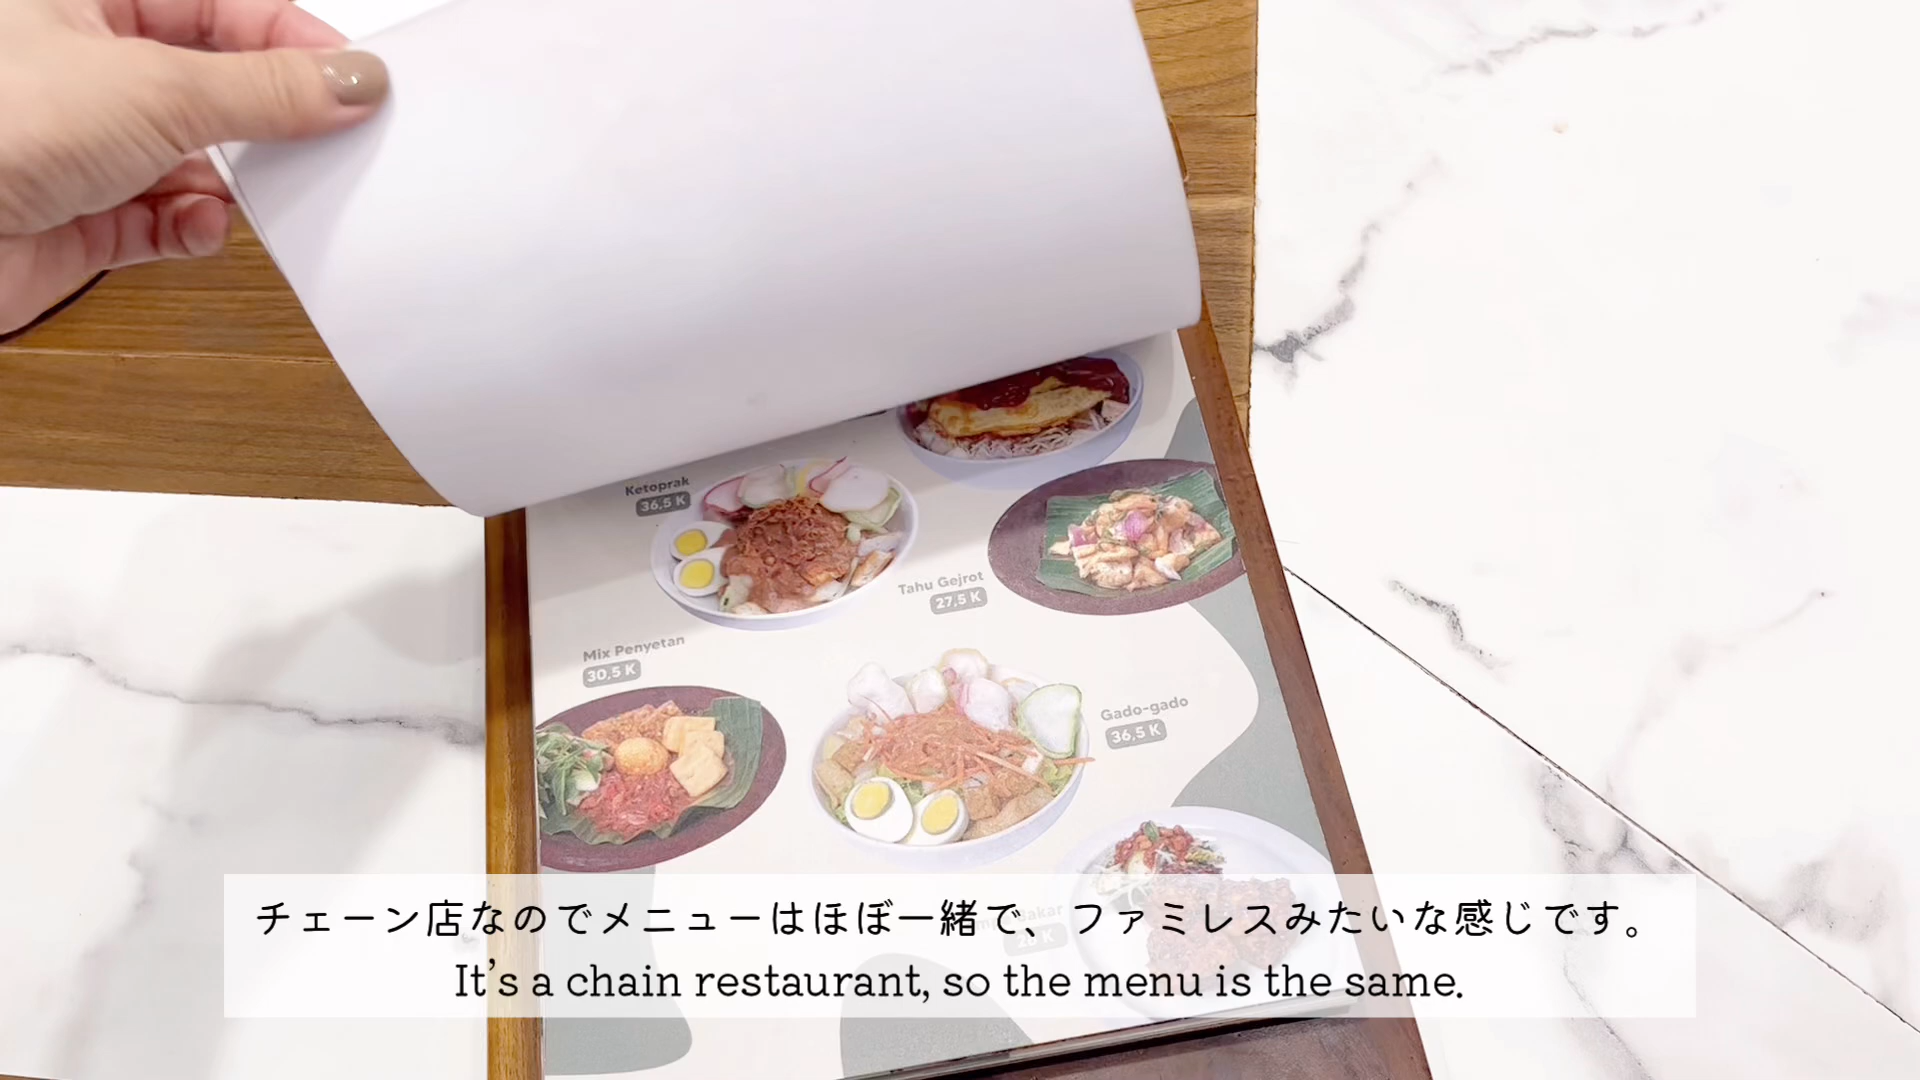 Ketoprak
36,5 K
Tahu Gejrot
27,5 K
Mix Penyetan
30,5 K
Gado-gado
36,5 K
Bakar
チェーン店なのでメニューはほぼ一緒で、ファミレスみたいな感じです。
It's a chain restaurant, so the menu is the same.